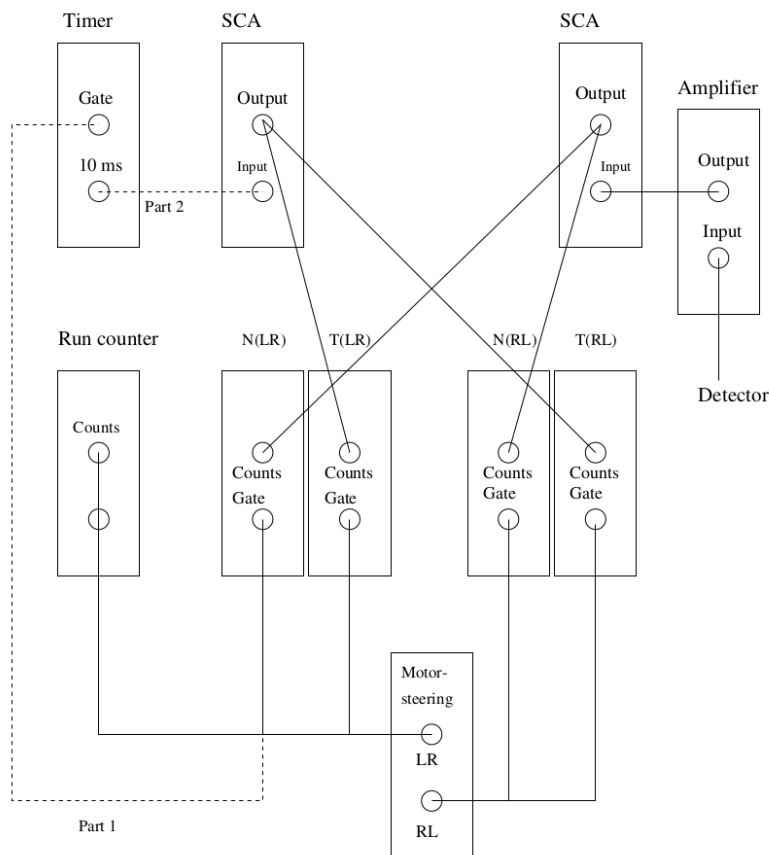 Timer
SCA
SCA
Amplifier
Gate
Output
Output
10 ms
Input
Input
Output
Part 2
Input
Run counter
N(LR)
T(LR)
N(RL)
T(RL)
Detector
Counts
Counts
Gate
Counts
Gate
Counts
Gate
Counts
Gate
Motor-
steering
LR
RL
Part 1